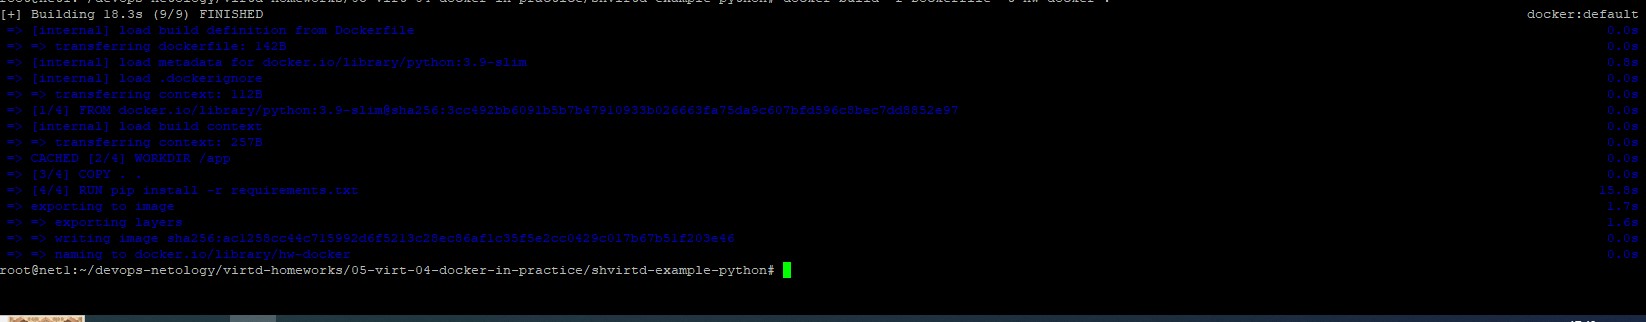 [+] Building 18.3s (9/9) FINISHED docker:default
=> [internal] load build definition from Dockerfile 0.0s
=> => transferring dockerfile: 142B 0.0s
=> [internal] load metadata for docker.io/library/python:3.9-slim 0.8s
=> [internal] load .dockerignore 0.0s
=> => transferring context: 112B 0.0s
=> [1/4] FROM docker.io/library/python:3.9-slim@sha256:3cc492bb6091b5b7b47910933b026663fa75da9c607bfd596c8bec7dd8852e97 0.0s
=> [internal] load build context 0.0s
=> => transferring context: 257B 0.0s
=> CACHED [2/4] WORKDIR /app 0.0s
=> [3/4] COPY . . 0.0s
=> [4/4] RUN pip install -r requirements.txt 15.8s
=> exporting to image 1.7s
=> => exporting layers 1.6s
=> => writing image sha256:ac1258cc44c715992d6f5213c28ec86af1c35f5e2cc0429c017b67b51f203e46 0.0s
=> => naming to docker.io/library/hw-docker 0.0s
root@netl:~/devops-netology/virtd-homeworks/05-virt-04-docker-in-practice/shvirtd-example-python#